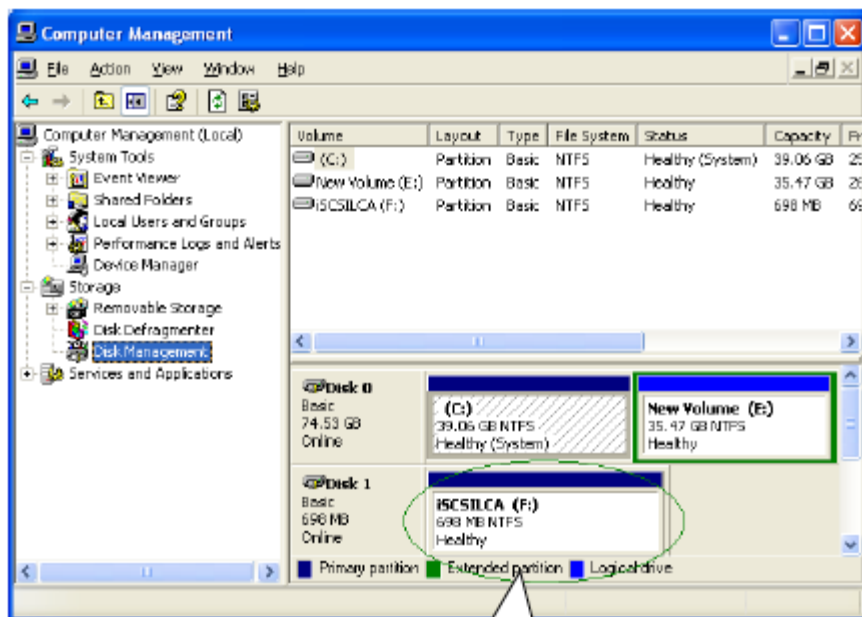 Computer Management
File Action View Window Help
Computer Management (Local)
System Tools
Event Viewer
Shared Folders
Local Users and Groups
Performance Logs and Alerts
Device Manager
Storage
Removable Storage
Disk Defragmenter
Disk Management
Services and Applications
Volume Layout Type File System Status Capacity
(C:) Partition Basic NTFS Healthy (System) 39.06 GB
New Volume (E:) Partition Basic NTFS Healthy 35.47 GB
iSCSILCA (F:) Partition Basic NTFS Healthy 698 MB
Disk 0
Basic
74.53 GB
Online
(C:)
39.06 GB NTFS
Healthy (System)
New Volume (E:)
35.47 GB NTFS
Healthy
Disk 1
Basic
698 MB
Online
iSCSILCA (F:)
698 MB NTFS
Healthy
Primary partition Extended partition Logical drive